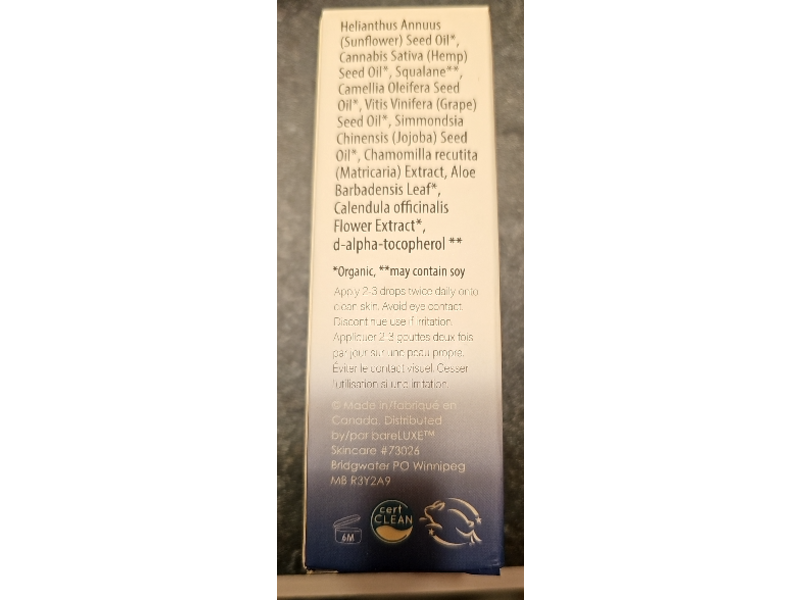 Helianthus Annuus
(Sunflower) Seed Oil*,
Cannabis Sativa (Hemp)
Seed Oil*, Squalane**,
Camellia Oleifera Seed
Oil*, Vitis Vinifera (Grape)
Seed Oil*, Simmondsia
Chinensis (Jojoba) Seed
Oil*, Chamomilla recutita
(Matricaria) Extract, Aloe
Barbadensis Leaf*,
Calendula officinalis
Flower Extract*,
d-alpha-tocopherol **
*Organic, **may contain soy
Apply 2-3 drops twice daily onto
clean skin. Avoid eye contact.
Discontinue use if irritation.
Appliquer 2-3 gouttes deux fois
par jour sur une peau propre.
Éviter le contact visuel. Cesser
l'utilisation si une irritation.
© Made in/fabriqué en
Canada. Distributed
by/par bareLUXE™
Skincare #73026
Bridgwater PO Winnipeg
MB R3Y2A9
6M
cert
CLEAN